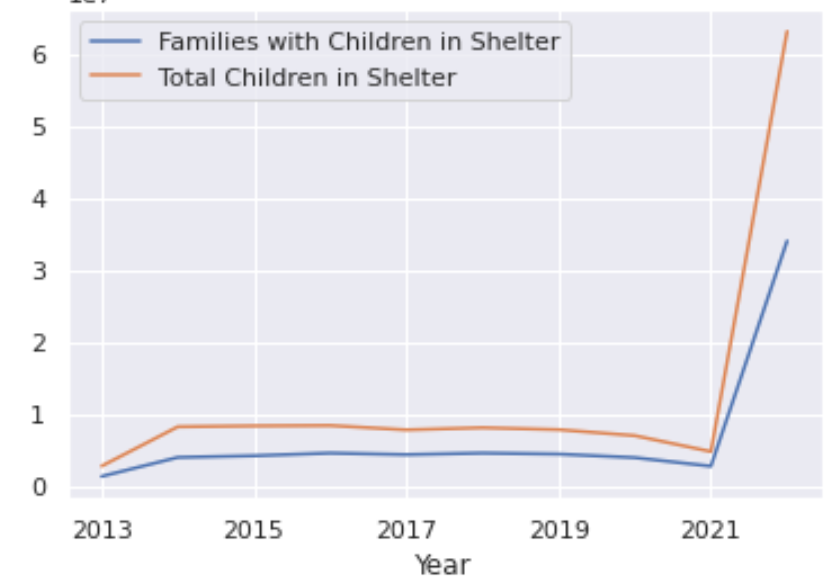 1e7
Families with Children in Shelter
Total Children in Shelter
6
5
4
3
2
1
0
2013 2015 2017 2019 2021
Year